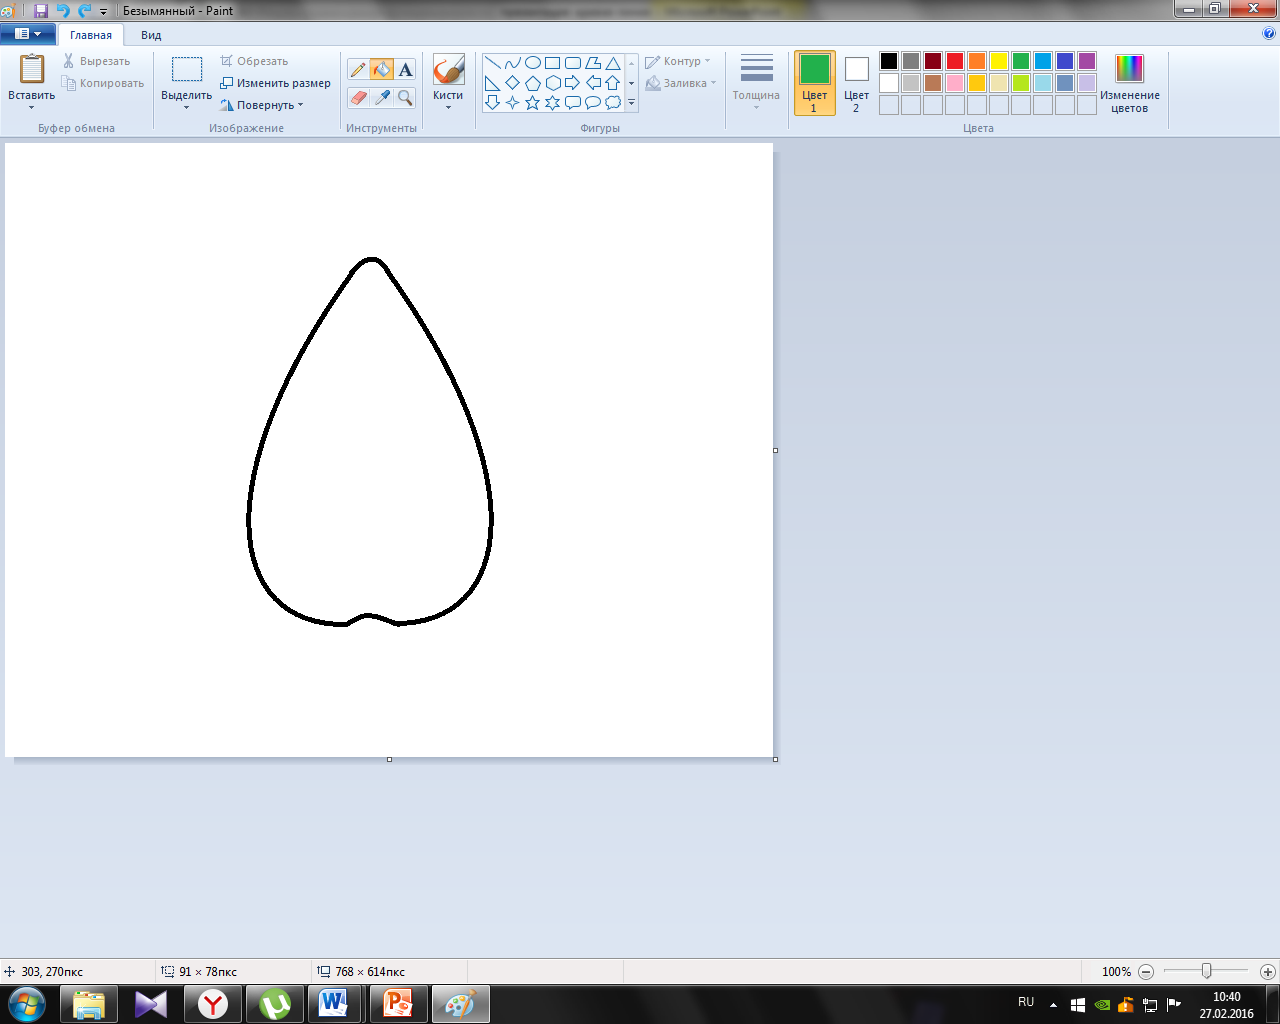 Безымянный - Paint
Главная Вид
Вставить
Вырезать
Копировать
Буфер обмена
Выделить
Обрезать
Изменить размер
Повернуть
Изображение
A
Инструменты
Кисти
Фигуры
Контур
Заливка
Толщина
Цвет
1
Цвет
2
Изменение
цветов
Цвета
303, 270пкс
91 × 78пкс
768 × 614пкс
100%
RU
10:40
27.02.2016